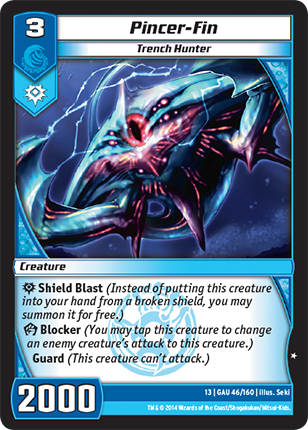 3
Pincer-Fin
Trench Hunter
Creature
Shield Blast (Instead of putting this creature
into your hand from a broken shield, you may
summon it for free.)
Blocker (You may tap this creature to change
an enemy creature's attack to this creature.)
Guard (This creature can't attack.)
2000
13 | GAU 46/160 | illus. Seki
TM & © 2014 Wizards of the Coast/Shogakukan/Mitsui-Kids.